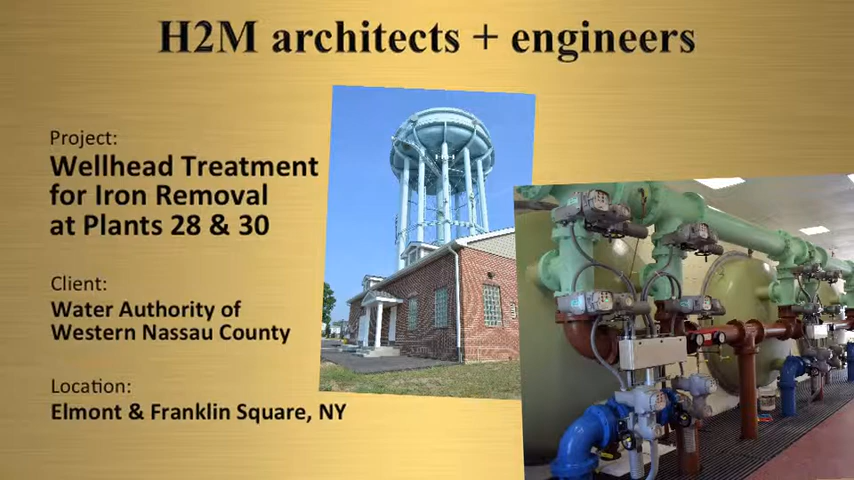 H2M architects + engineers
Project:
Wellhead Treatment
for Iron Removal
at Plants 28 & 30
Client:
Water Authority of
Western Nassau County
Location:
Elmont & Franklin Square, NY